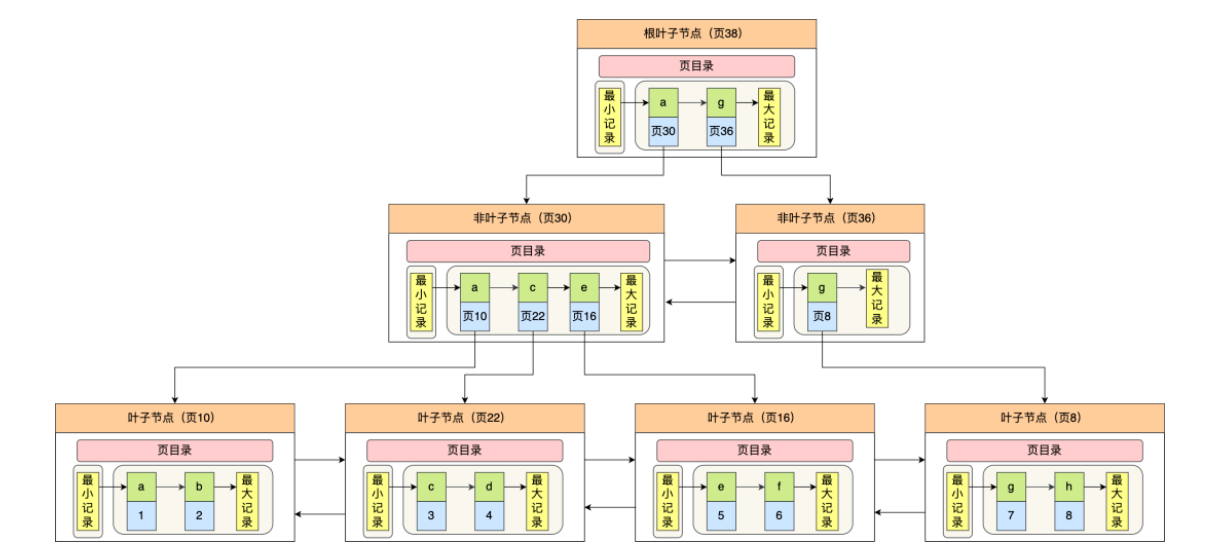 根叶子节点（页38）
页目录
最小记录
a
g
最大记录
页30
页36
非叶子节点（页30）
页目录
最小记录
a
c
e
最大记录
页10
页22
页16
非叶子节点（页36）
页目录
最小记录
g
最大记录
页8
叶子节点（页10）
页目录
最小记录
a
b
最大记录
1
2
叶子节点（页22）
页目录
最小记录
c
d
最大记录
3
4
叶子节点（页16）
页目录
最小记录
e
f
最大记录
5
6
叶子节点（页8）
页目录
最小记录
g
h
最大记录
7
8